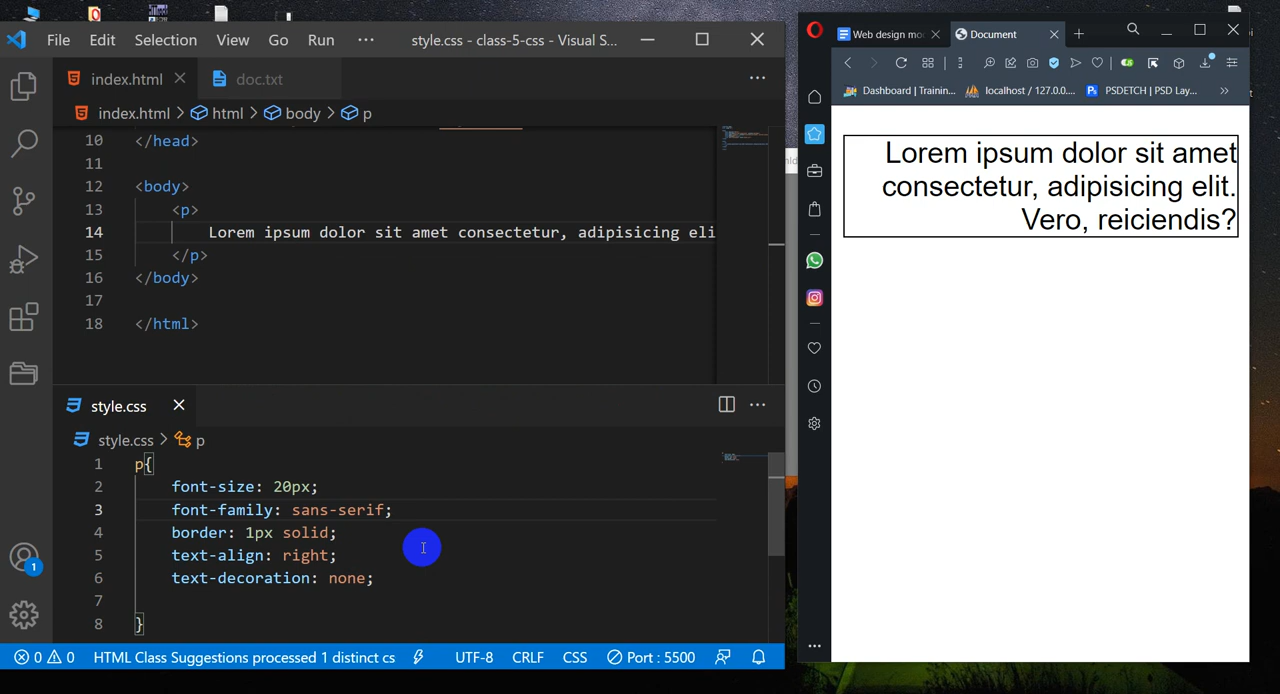 File Edit Selection View Go Run ··· style.css - class-5-css - Visual S...
index.html doc.txt
index.html > html > body > p
10 </head>
11
12 <body>
13 <p>
14 Lorem ipsum dolor sit amet consectetur, adipisicing eli
15 </p>
16 </body>
17
18 </html>
style.css
style.css > p
1 p{
2 font-size: 20px;
3 font-family: sans-serif;
4 border: 1px solid;
5 text-align: right;
6 text-decoration: none;
7
8 }
1
0 0 HTML Class Suggestions processed 1 distinct cs UTF-8 CRLF CSS Port : 5500
Web design mo Document
Dashboard | Trainin... localhost / 127.0.0.... PSDETCH | PSD Lay...
Lorem ipsum dolor sit amet
consectetur, adipisicing elit.
Vero, reiciendis?